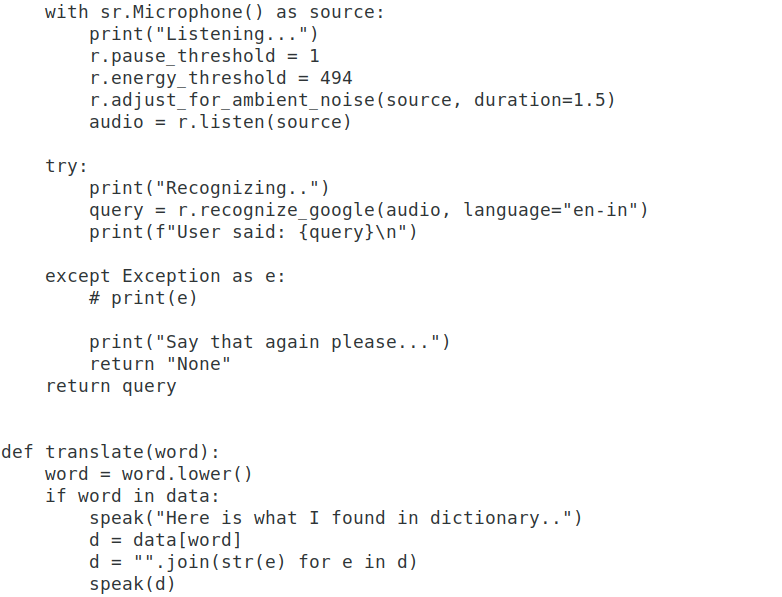 with sr.Microphone() as source:
        print("Listening...")
        r.pause_threshold = 1
        r.energy_threshold = 494
        r.adjust_for_ambient_noise(source, duration=1.5)
        audio = r.listen(source)

    try:
        print("Recognizing..")
        query = r.recognize_google(audio, language="en-in")
        print(f"User said: {query}\n")

    except Exception as e:
        # print(e)

        print("Say that again please...")
        return "None"
    return query


def translate(word):
    word = word.lower()
    if word in data:
        speak("Here is what I found in dictionary..")
        d = data[word]
        d = "".join(str(e) for e in d)
        speak(d)